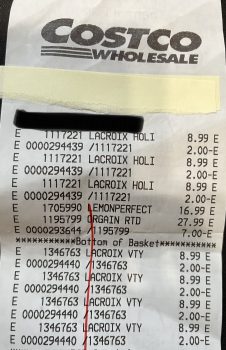 COSTCO
WHOLESALE
E 1117221 LACROIX HOLI 8.99 E
E 0000294439 /1117221 2.00-E
E 1117221 LACROIX HOLI 8.99 E
E 0000294439 /1117221 2.00-E
E 1117221 LACROIX HOLI 8.99 E
E 0000294439 /1117221 2.00-E
E 1705990 LEMONPERFECT 16.99 E
E 1195799 ORGAIN RTD 27.99 E
E 0000293644 /1195799 7.00-E
************Bottom of Basket************
E 1346763 LACROIX VTY 8.99 E
E 0000294440 /1346763 2.00-E
E 1346763 LACROIX VTY 8.99 E
E 0000294440 /1346763 2.00-E
E 1346763 LACROIX VTY 8.99 E
E 0000294440 /1346763 2.00-E
E 1346763 LACROIX VTY 8.99 E
E 0000294440 /1346763 2.00-E